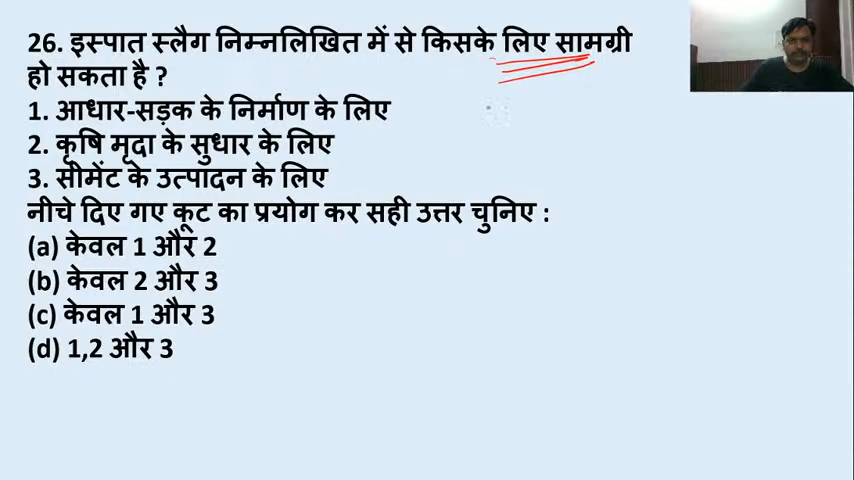 26. इस्पात स्लैग निम्नलिखित में से किसके लिए सामग्री
हो सकता है ?
1. आधार-सड़क के निर्माण के लिए
2. कृषि मृदा के सुधार के लिए
3. सीमेंट के उत्पादन के लिए
नीचे दिए गए कूट का प्रयोग कर सही उत्तर चुनिए :
(a) केवल 1 और 2
(b) केवल 2 और 3
(c) केवल 1 और 3
(d) 1,2 और 3